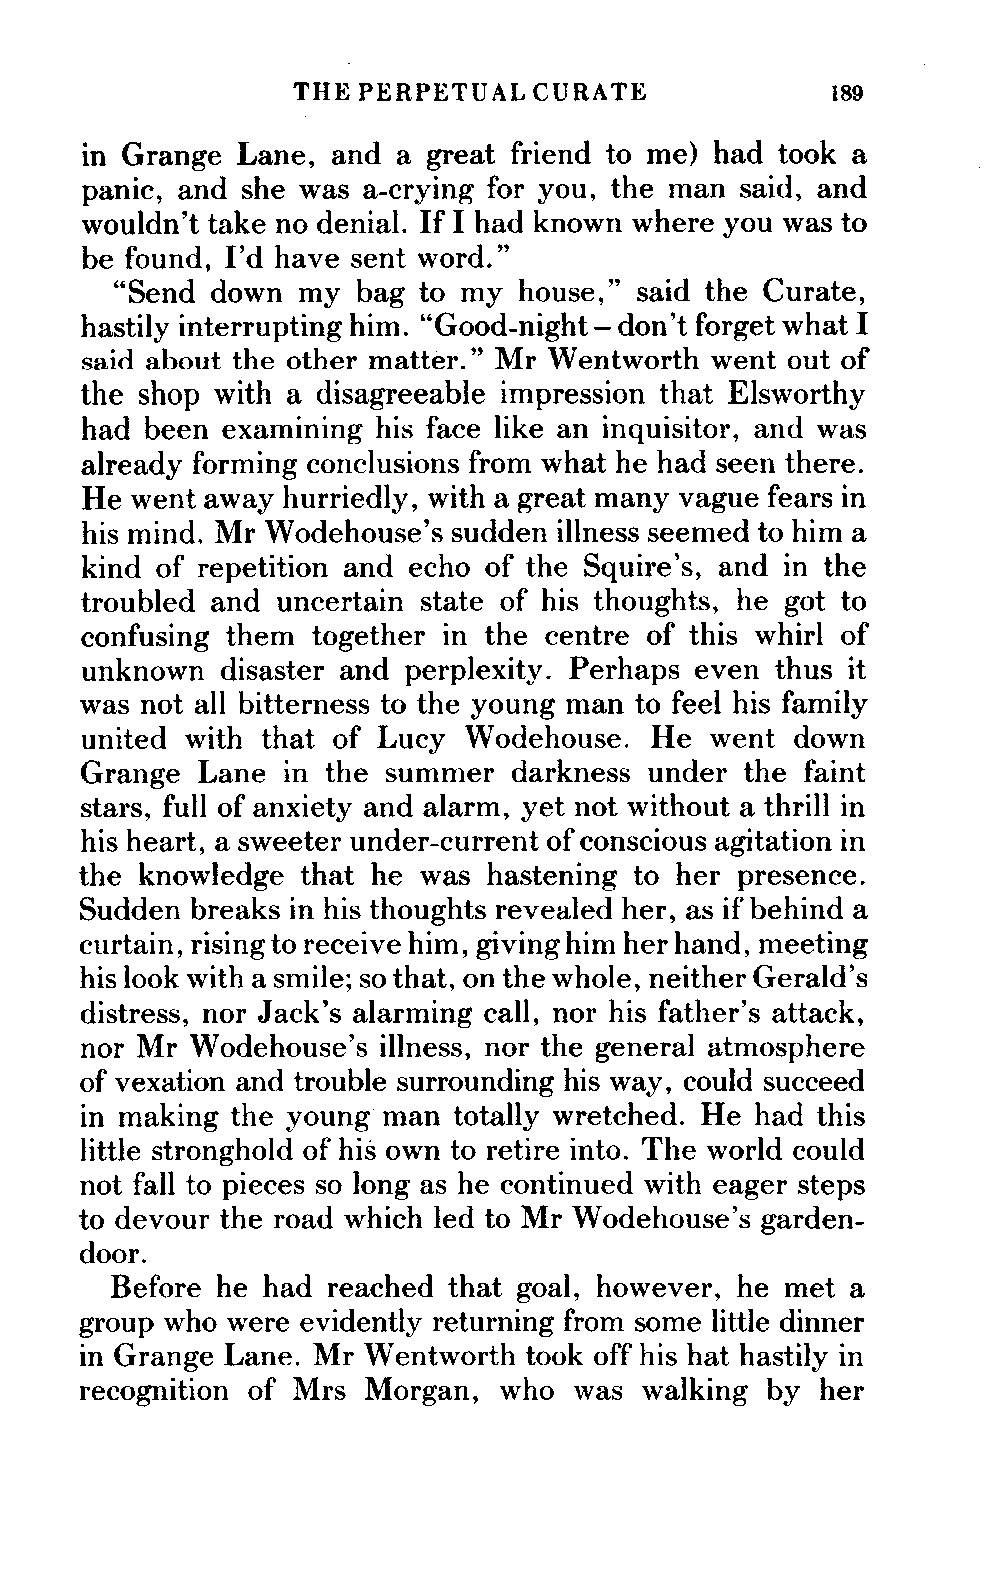 THE PERPETUAL CURATE 189
in Grange Lane, and a great friend to me) had took a
panic, and she was a-crying for you, the man said, and
wouldn't take no denial. If I had known where you was to
be found, I'd have sent word."
"Send down my bag to my house," said the Curate,
hastily interrupting him. "Good-night – don't forget what I
said about the other matter." Mr Wentworth went out of
the shop with a disagreeable impression that Elsworthy
had been examining his face like an inquisitor, and was
already forming conclusions from what he had seen there.
He went away hurriedly, with a great many vague fears in
his mind. Mr Wodehouse's sudden illness seemed to him a
kind of repetition and echo of the Squire's, and in the
troubled and uncertain state of his thoughts, he got to
confusing them together in the centre of this whirl of
unknown disaster and perplexity. Perhaps even thus it
was not all bitterness to the young man to feel his family
united with that of Lucy Wodehouse. He went down
Grange Lane in the summer darkness under the faint
stars, full of anxiety and alarm, yet not without a thrill in
his heart, a sweeter under-current of conscious agitation in
the knowledge that he was hastening to her presence.
Sudden breaks in his thoughts revealed her, as if behind a
curtain, rising to receive him, giving him her hand, meeting
his look with a smile; so that, on the whole, neither Gerald's
distress, nor Jack's alarming call, nor his father's attack,
nor Mr Wodehouse's illness, nor the general atmosphere
of vexation and trouble surrounding his way, could succeed
in making the young man totally wretched. He had this
little stronghold of his own to retire into. The world could
not fall to pieces so long as he continued with eager steps
to devour the road which led to Mr Wodehouse's garden-
door.
Before he had reached that goal, however, he met a
group who were evidently returning from some little dinner
in Grange Lane. Mr Wentworth took off his hat hastily in
recognition of Mrs Morgan, who was walking by her